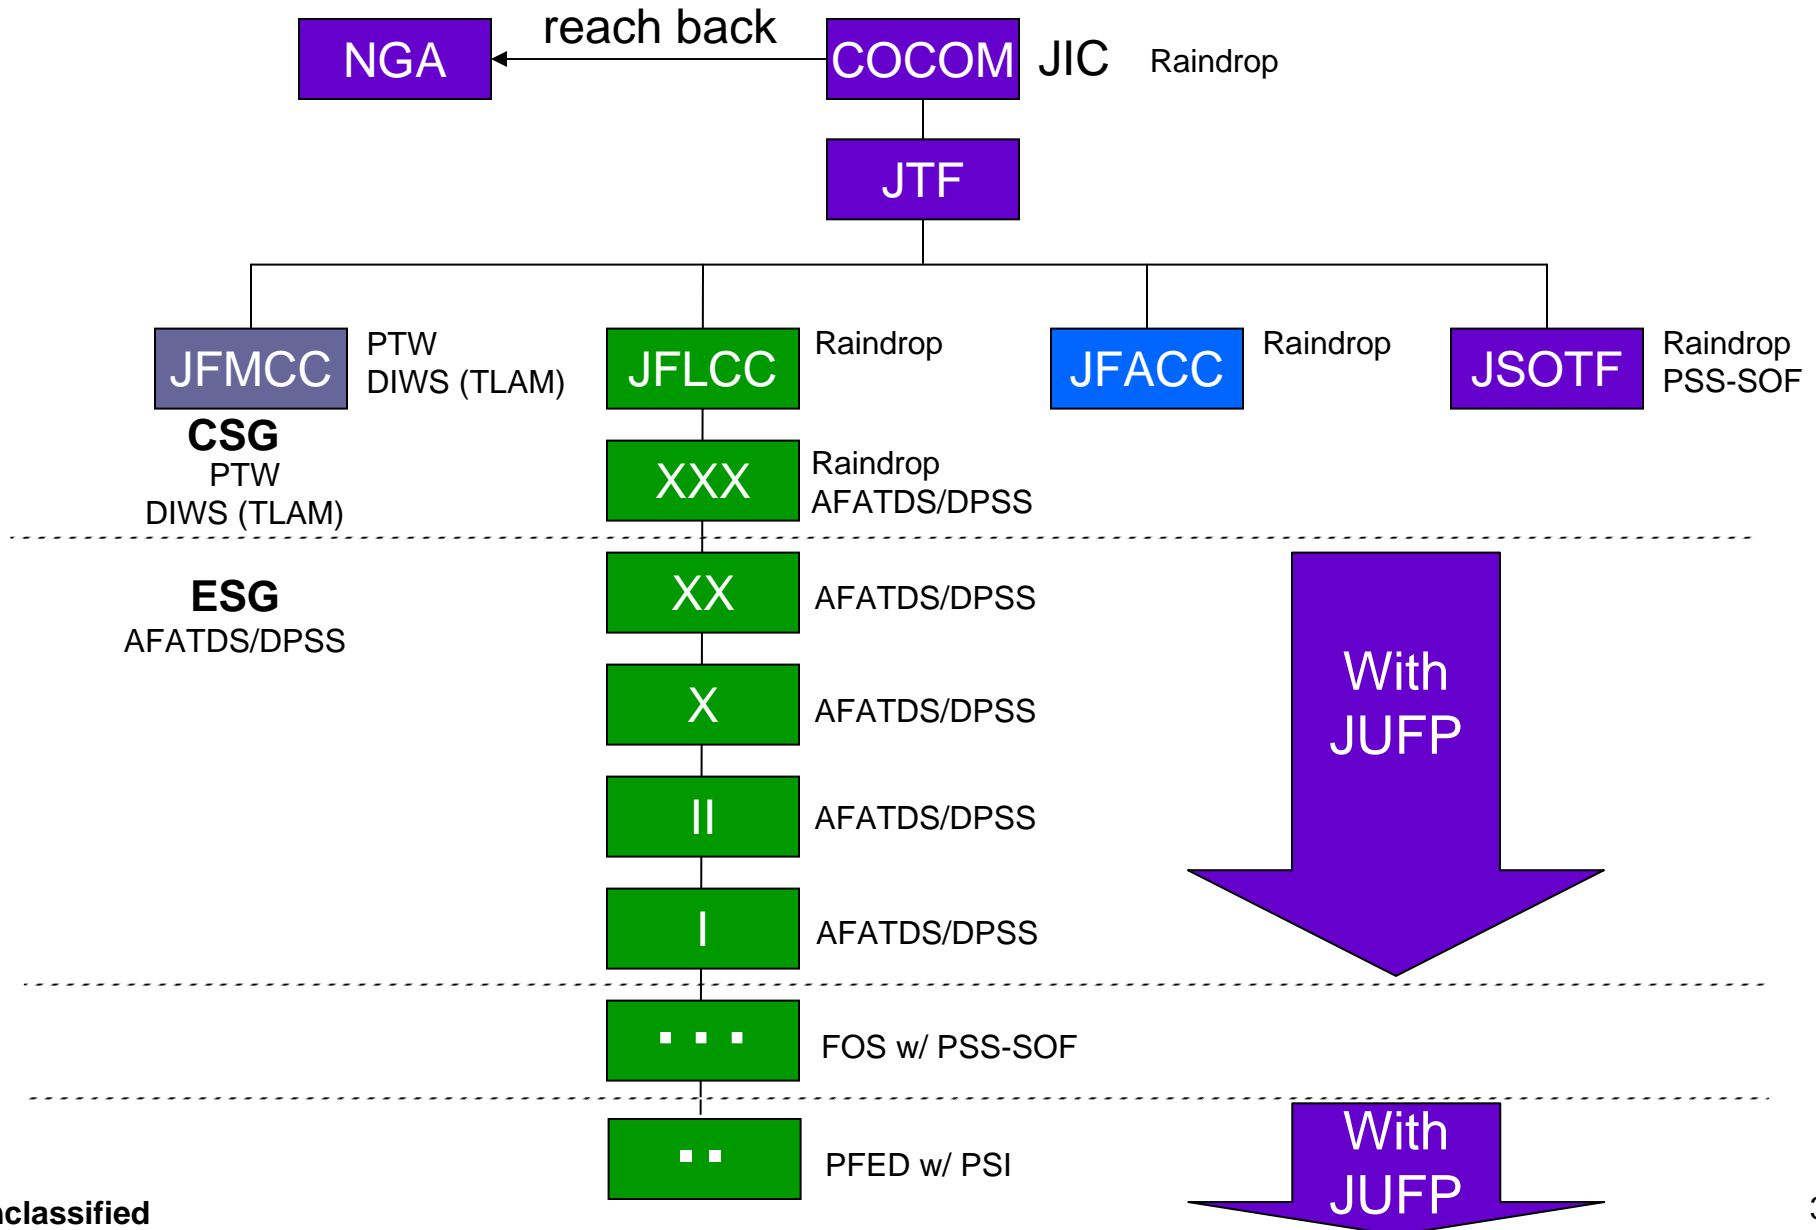 reach back
NGA
COCOM
JIC
Raindrop
JTF
JFMCC
PTW
DIWS (TLAM)
JFLCC
Raindrop
JFACC
Raindrop
JSOTF
Raindrop
PSS-SOF
CSG
PTW
DIWS (TLAM)
XXX
Raindrop
AFATDS/DPSS
ESG
AFATDS/DPSS
XX
AFATDS/DPSS
X
AFATDS/DPSS
II
AFATDS/DPSS
I
AFATDS/DPSS
With
JUFP
...
FOS w/ PSS-SOF
..
PFED w/ PSI
With
JUFP
nclassified